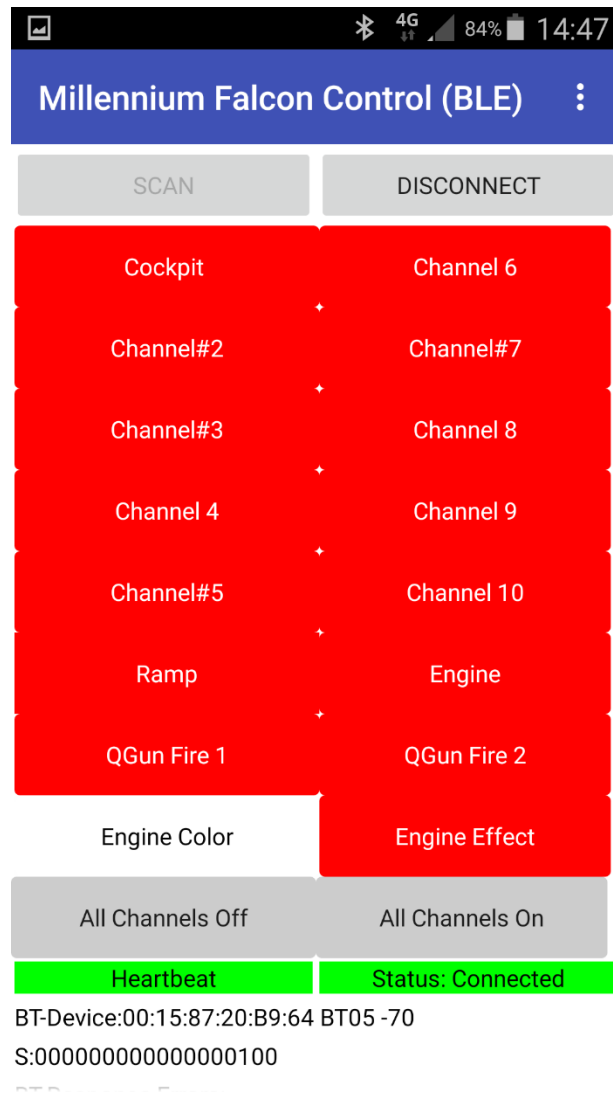 4G 84% 14:47
Millennium Falcon Control (BLE)
SCAN DISCONNECT
Cockpit Channel 6
Channel#2 Channel#7
Channel#3 Channel 8
Channel 4 Channel 9
Channel#5 Channel 10
Ramp Engine
QGun Fire 1 QGun Fire 2
Engine Color Engine Effect
All Channels Off All Channels On
Heartbeat Status: Connected
BT-Device:00:15:87:20:B9:64 BT05 -70
S:000000000000000100